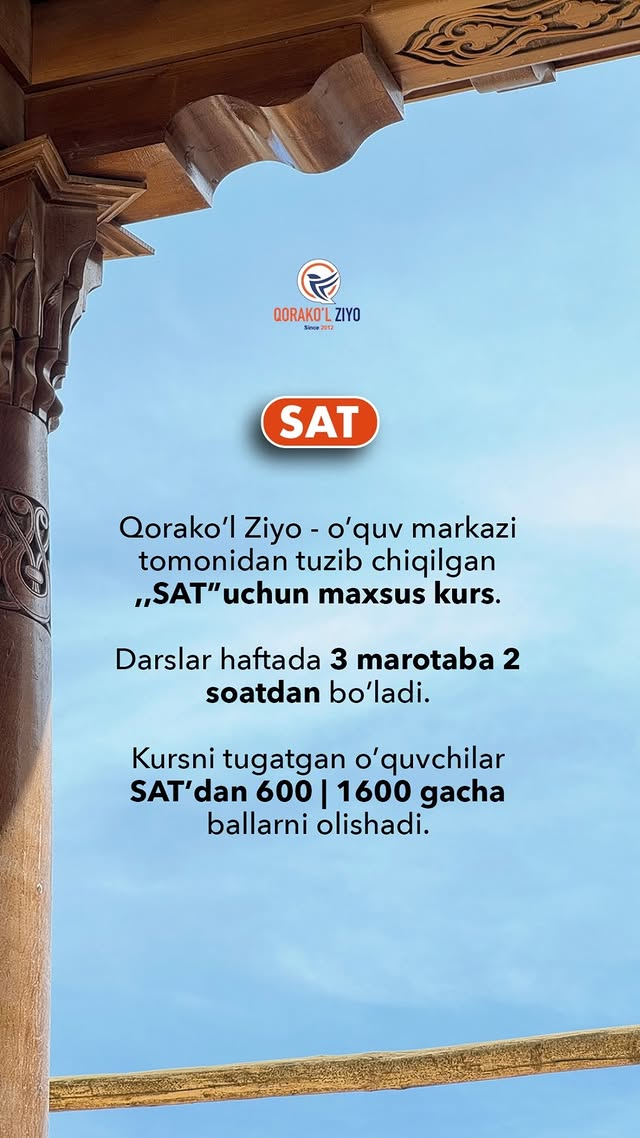 QORAKO'L ZIYO
Since 2012
SAT
Qorako’l Ziyo - o’quv markazi
tomonidan tuzib chiqilgan
,,SAT”uchun maxsus kurs.
Darslar haftada 3 marotaba 2
soatdan bo’ladi.
Kursni tugatgan o’quvchilar
SAT’dan 600 | 1600 gacha
ballarni olishadi.